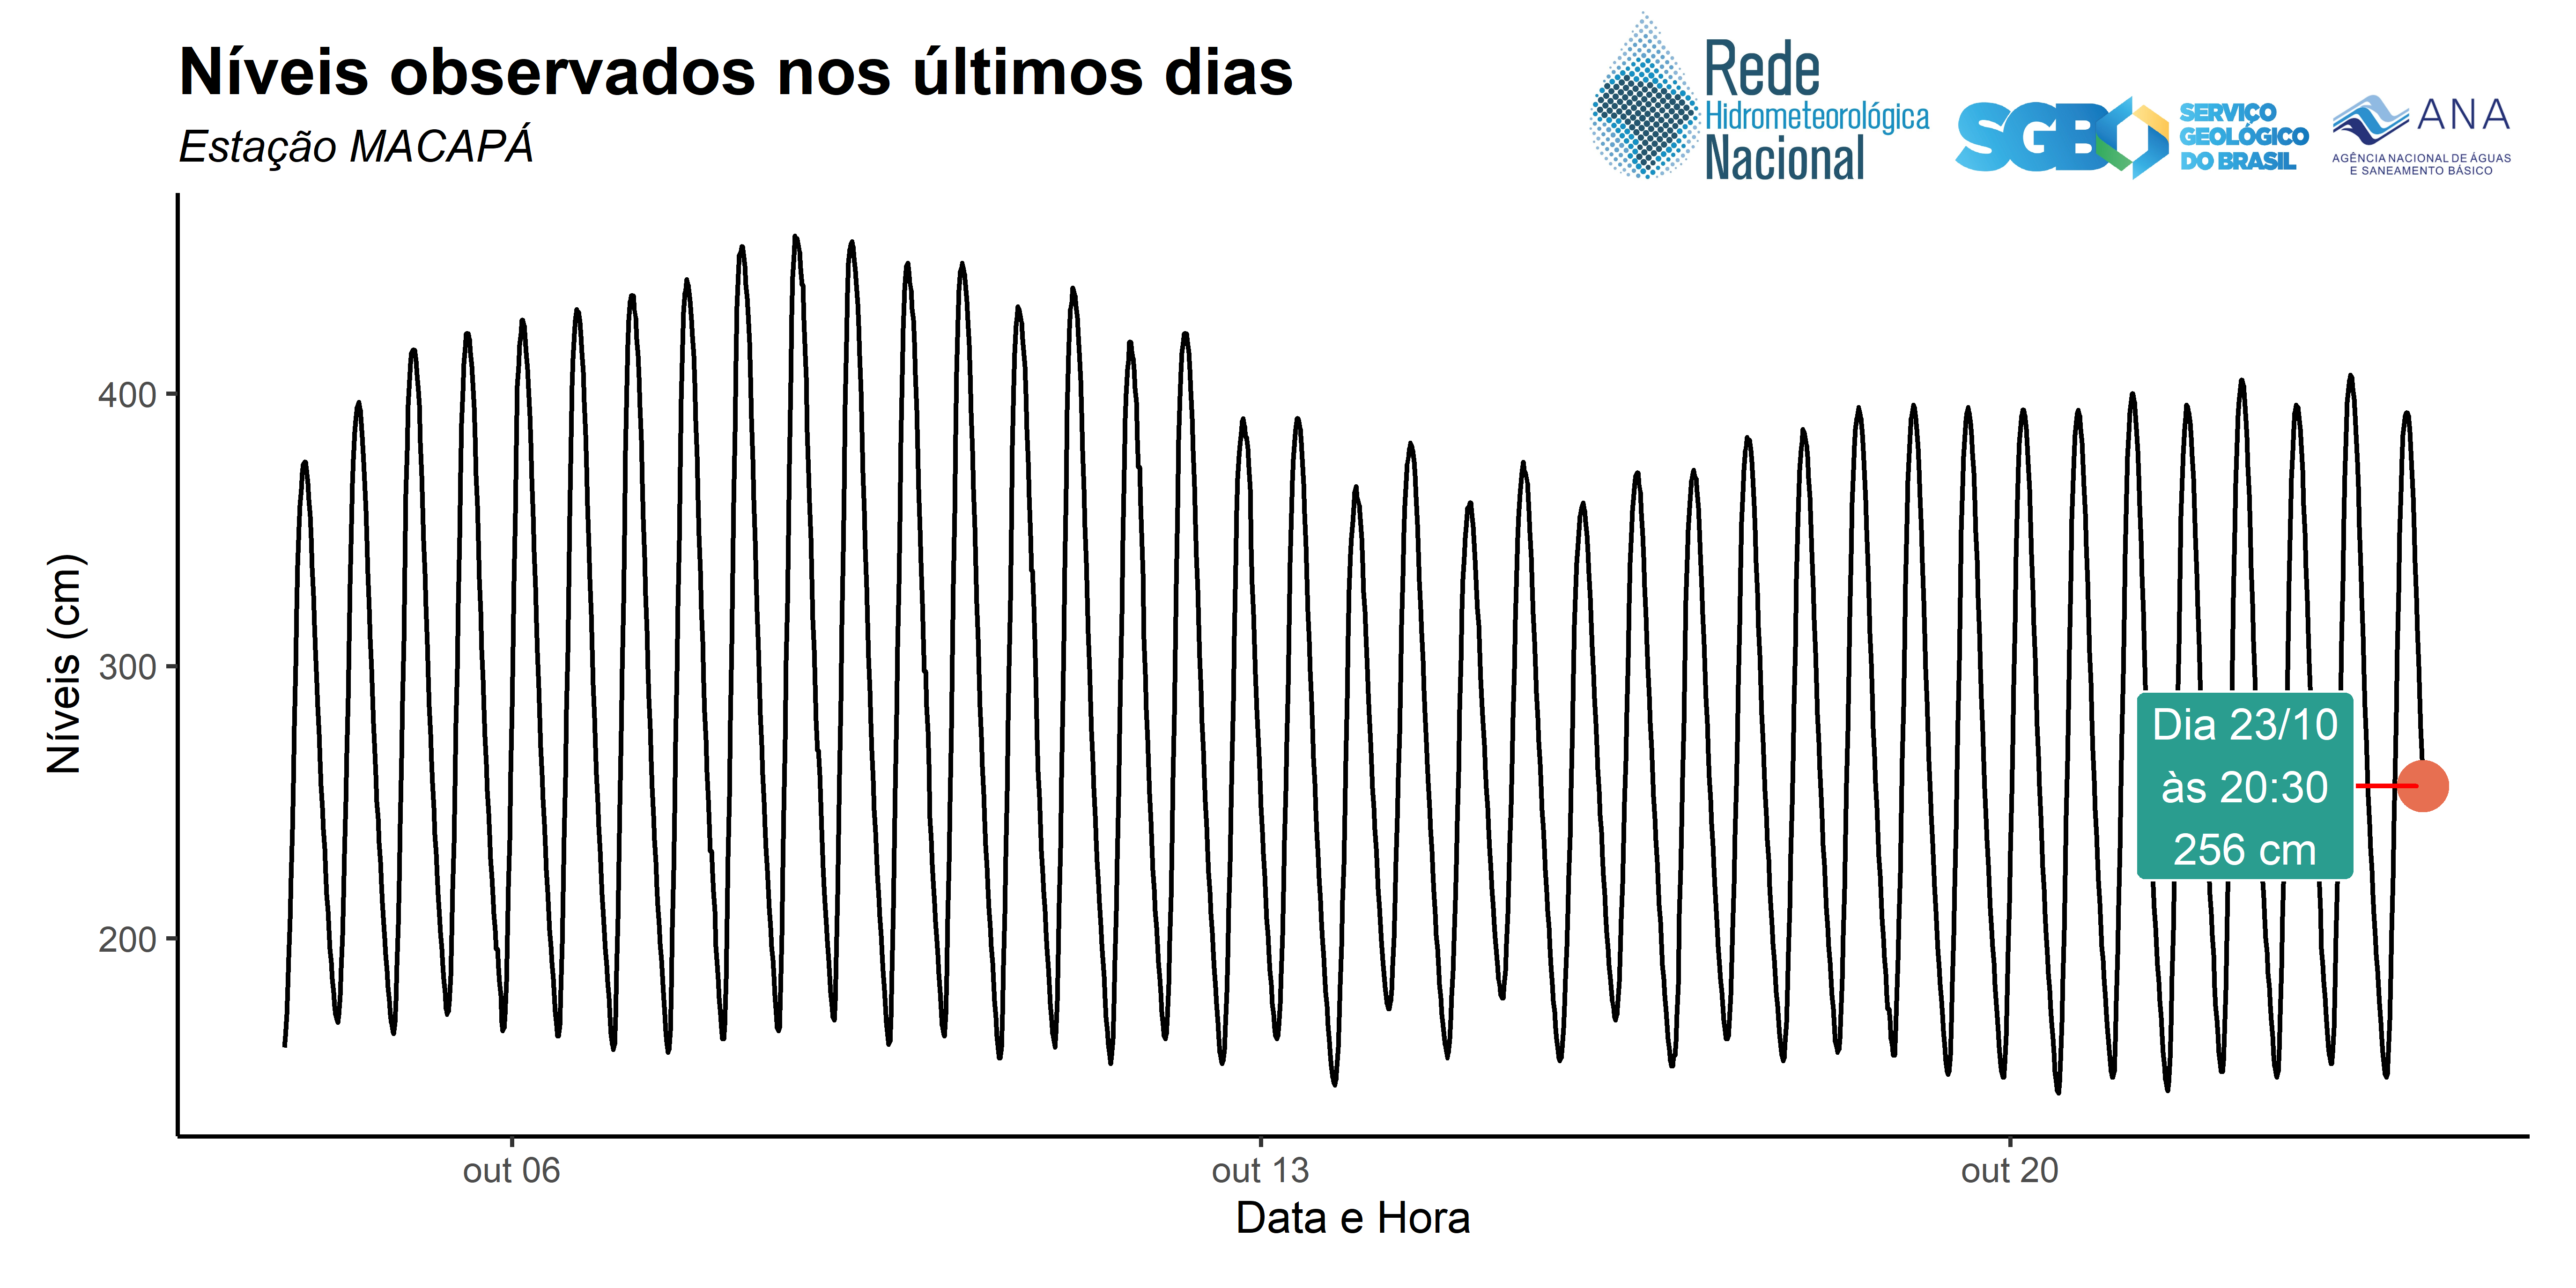 Níveis observados nos últimos dias
Estação MACAPÁ
Rede
Hidrometeorológica
Nacional
SGB
SERVIÇO
GEOLÓGICO
DO BRASIL
ANA
AGÊNCIA NACIONAL DE ÁGUAS
E SANEAMENTO BÁSICO
Níveis (cm)
400
300
200
Dia 23/10
às 20:30
256 cm
out 06
out 13
out 20
Data e Hora